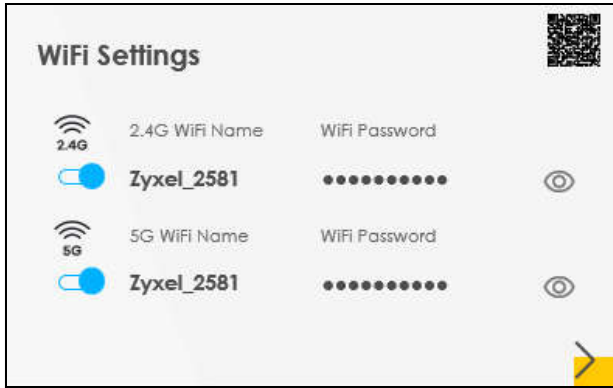 WiFi Settings
2.4G WiFi Name WiFi Password
2.4G
Zyxel_2581 ●●●●●●●●●●
5G WiFi Name WiFi Password
5G
Zyxel_2581 ●●●●●●●●●●